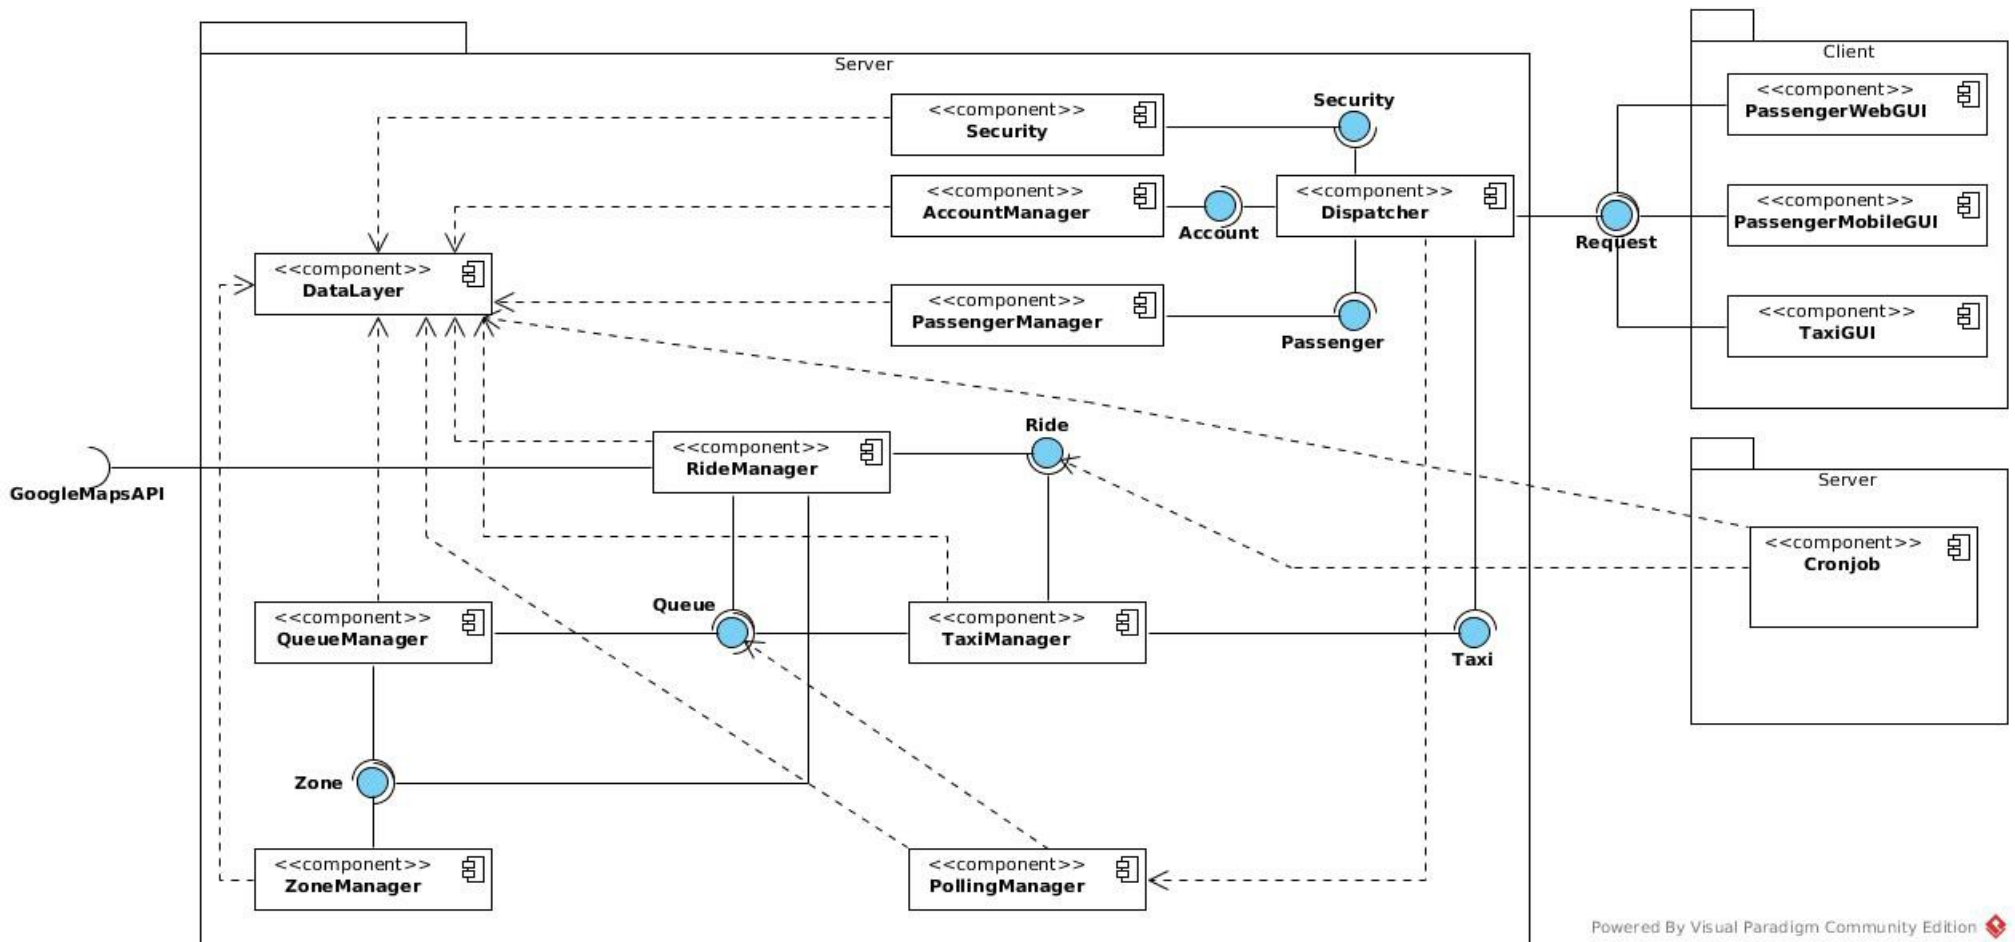 Server
Client
<<component>>
PassengerWebGUI
<<component>>
Security
Security
<<component>>
AccountManager
Account
<<component>>
Dispatcher
Request
<<component>>
PassengerMobileGUI
<<component>>
DataLayer
<<component>>
PassengerManager
Passenger
<<component>>
TaxiGUI
GoogleMapsAPI
<<component>>
RideManager
Ride
Server
<<component>>
Cronjob
<<component>>
QueueManager
Queue
<<component>>
TaxiManager
Taxi
Zone
<<component>>
ZoneManager
<<component>>
PollingManager
Powered By Visual Paradigm Community Edition